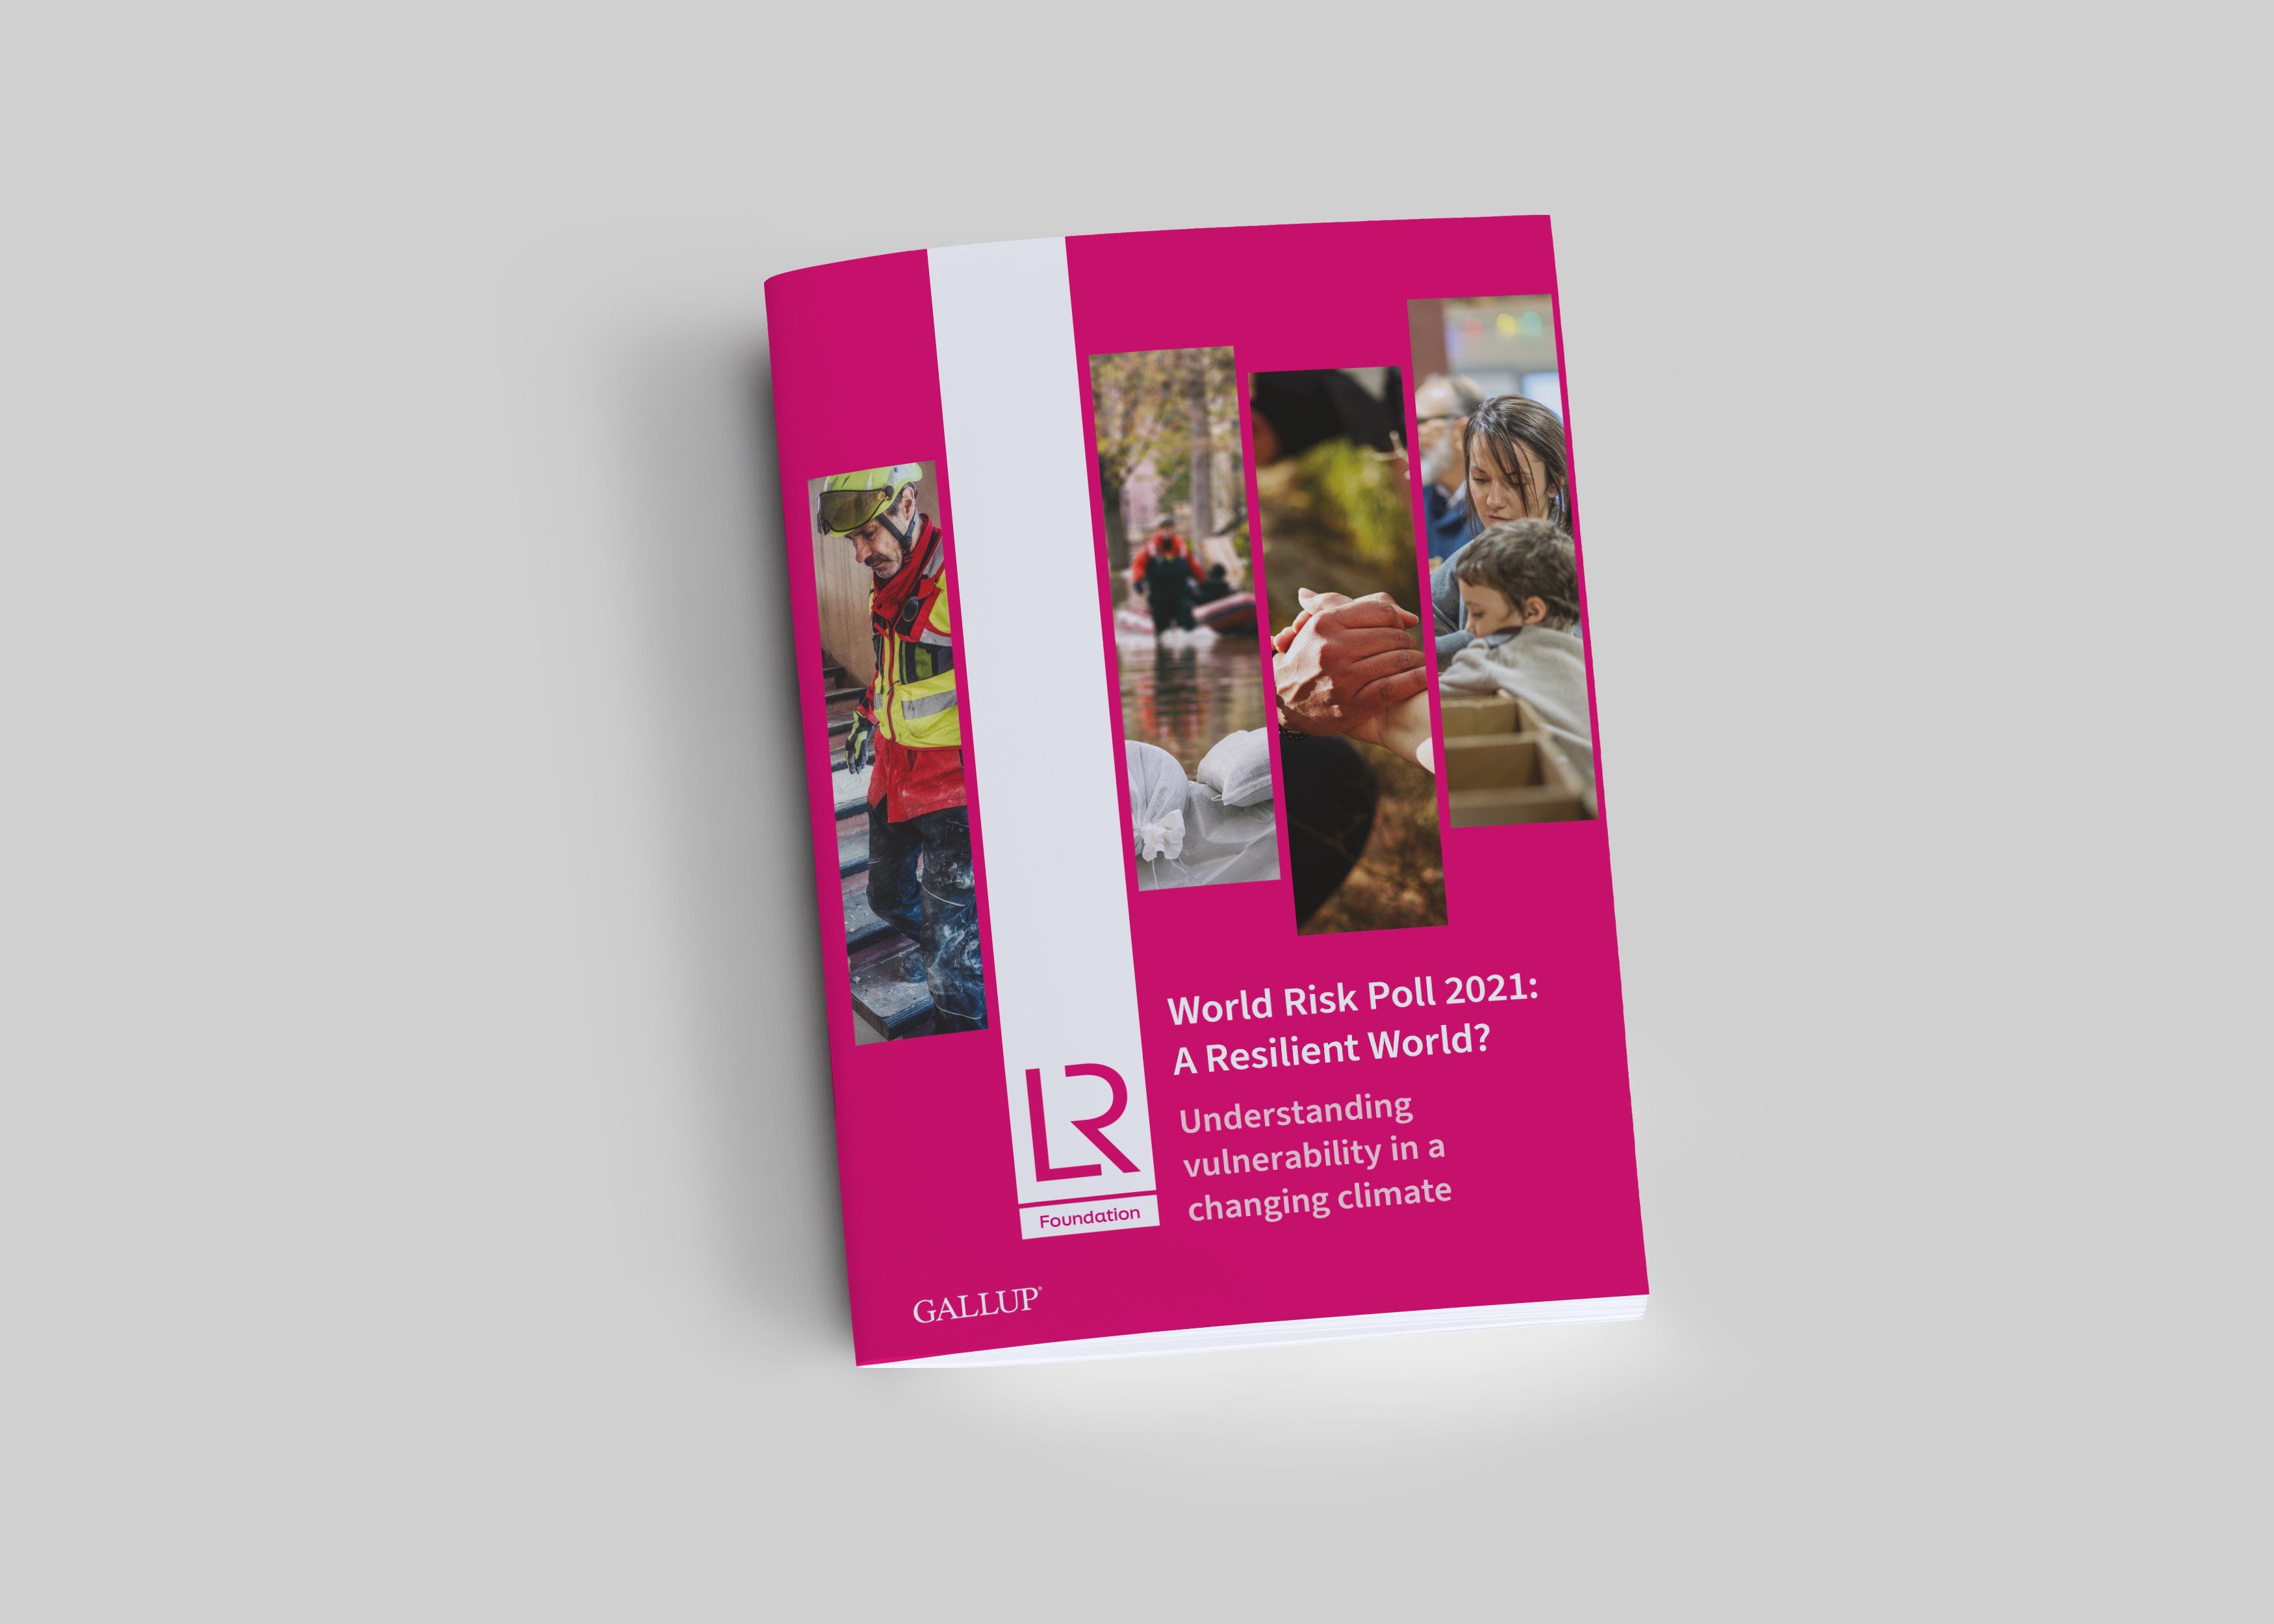 World Risk Poll 2021:
A Resilient World?
Understanding
vulnerability in a
changing climate
LR
Foundation
GALLUP®